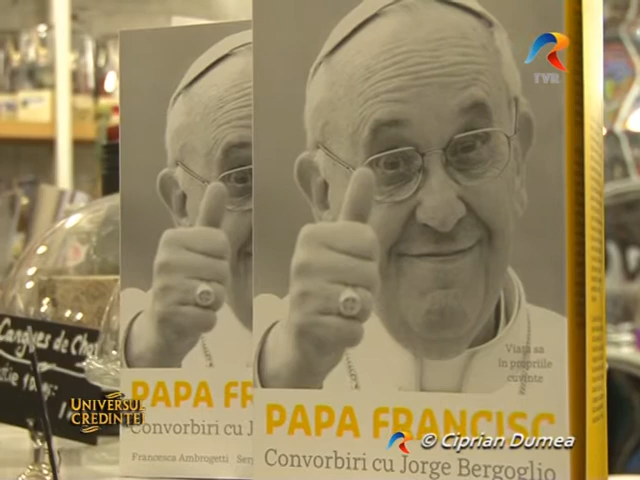 TVR
Viața sa
în propriile
cuvinte
PAPA FR
Convorbiri cu J
Francesca Ambrogetti Ser
PAPA FRANCISC
Convorbiri cu Jorge Bergoglio
UNIVERSUL
CREDINȚEI
© Ciprian Dumea